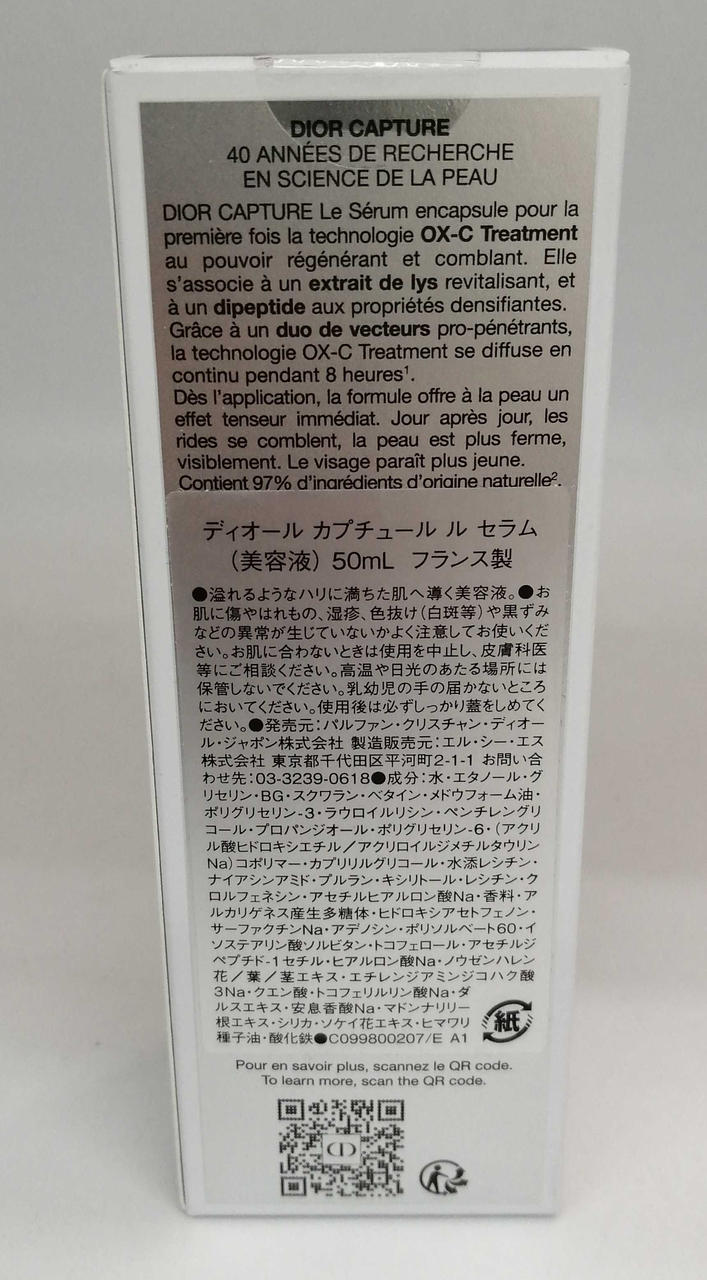 DIOR CAPTURE
40 ANNÉES DE RECHERCHE
EN SCIENCE DE LA PEAU
DIOR CAPTURE Le Sérum encapsule pour la
première fois la technologie OX-C Treatment
au pouvoir régénérant et comblant. Elle
s'associe à un extrait de lys revitalisant, et
à un dipeptide aux propriétés densifiantes.
Grâce à un duo de vecteurs pro-pénétrants,
la technologie OX-C Treatment se diffuse en
continu pendant 8 heures¹.
Dès l'application, la formule offre à la peau un
effet tenseur immédiat. Jour après jour, les
rides se comblent, la peau est plus ferme,
visiblement. Le visage paraît plus jeune.
Contient 97% d'ingrédients d'origine naturelle².
ディオール カプチュール ル セラム
(美容液) 50mL フランス製
●溢れるようなハリに満ちた肌へ導く美容液。●お
肌に傷やはれもの、湿疹、色抜け(白斑等)や黒ずみ
などの異常が生じていないかよく注意してお使いくだ
さい。お肌に合わないときは使用を中止し、皮膚科医
等にご相談ください。高温や日光のあたる場所には
保管しないでください。乳幼児の手の届かないところ
においてください。使用後は必ずしっかり蓋をしめてく
ださい。●発売元:パルファン・クリスチャン・ディオー
ル・ジャポン株式会社 製造販売元:エル・シー・エス
株式会社 東京都千代田区平河町2-1-1 お問い合
わせ先:03-3239-0618●成分:水・エタノール・グ
リセリン・BG・スクワラン・ベタイン・メドウフォーム油・
ポリグリセリン-3・ラウロイルリシン・ペンチレングリ
コール・プロパンジオール・ポリグリセリン-6・(アクリ
ル酸ヒドロキシエチル/アクリロイルジメチルタウリン
Na)コポリマー・カプリリルグリコール・水添レシチン・
ナイアシンアミド・プルラン・キシリトール・レシチン・ク
ロルフェネシン・アセチルヒアルロン酸Na・香料・ア
ルカリゲネス産生多糖体・ヒドロキシアセトフェノン・
サーファクチンNa・アデノシン・ポリソルベート60・イ
ソステアリン酸ソルビタン・トコフェロール・アセチルジ
ペプチド-1セチル・ヒアルロン酸Na・ノウゼンハレン
花/葉/茎エキス・エチレンジアミンジコハク酸
3Na・クエン酸・トコフェリルリン酸Na・ダ
ルスエキス・安息香酸Na・マドンナリリー
根エキス・シリカ・ソケイ花エキス・ヒマワリ
種子油・酸化鉄●C099800207/E A1
紙
Pour en savoir plus, scannez le QR code.
To learn more, scan the QR code.
CD